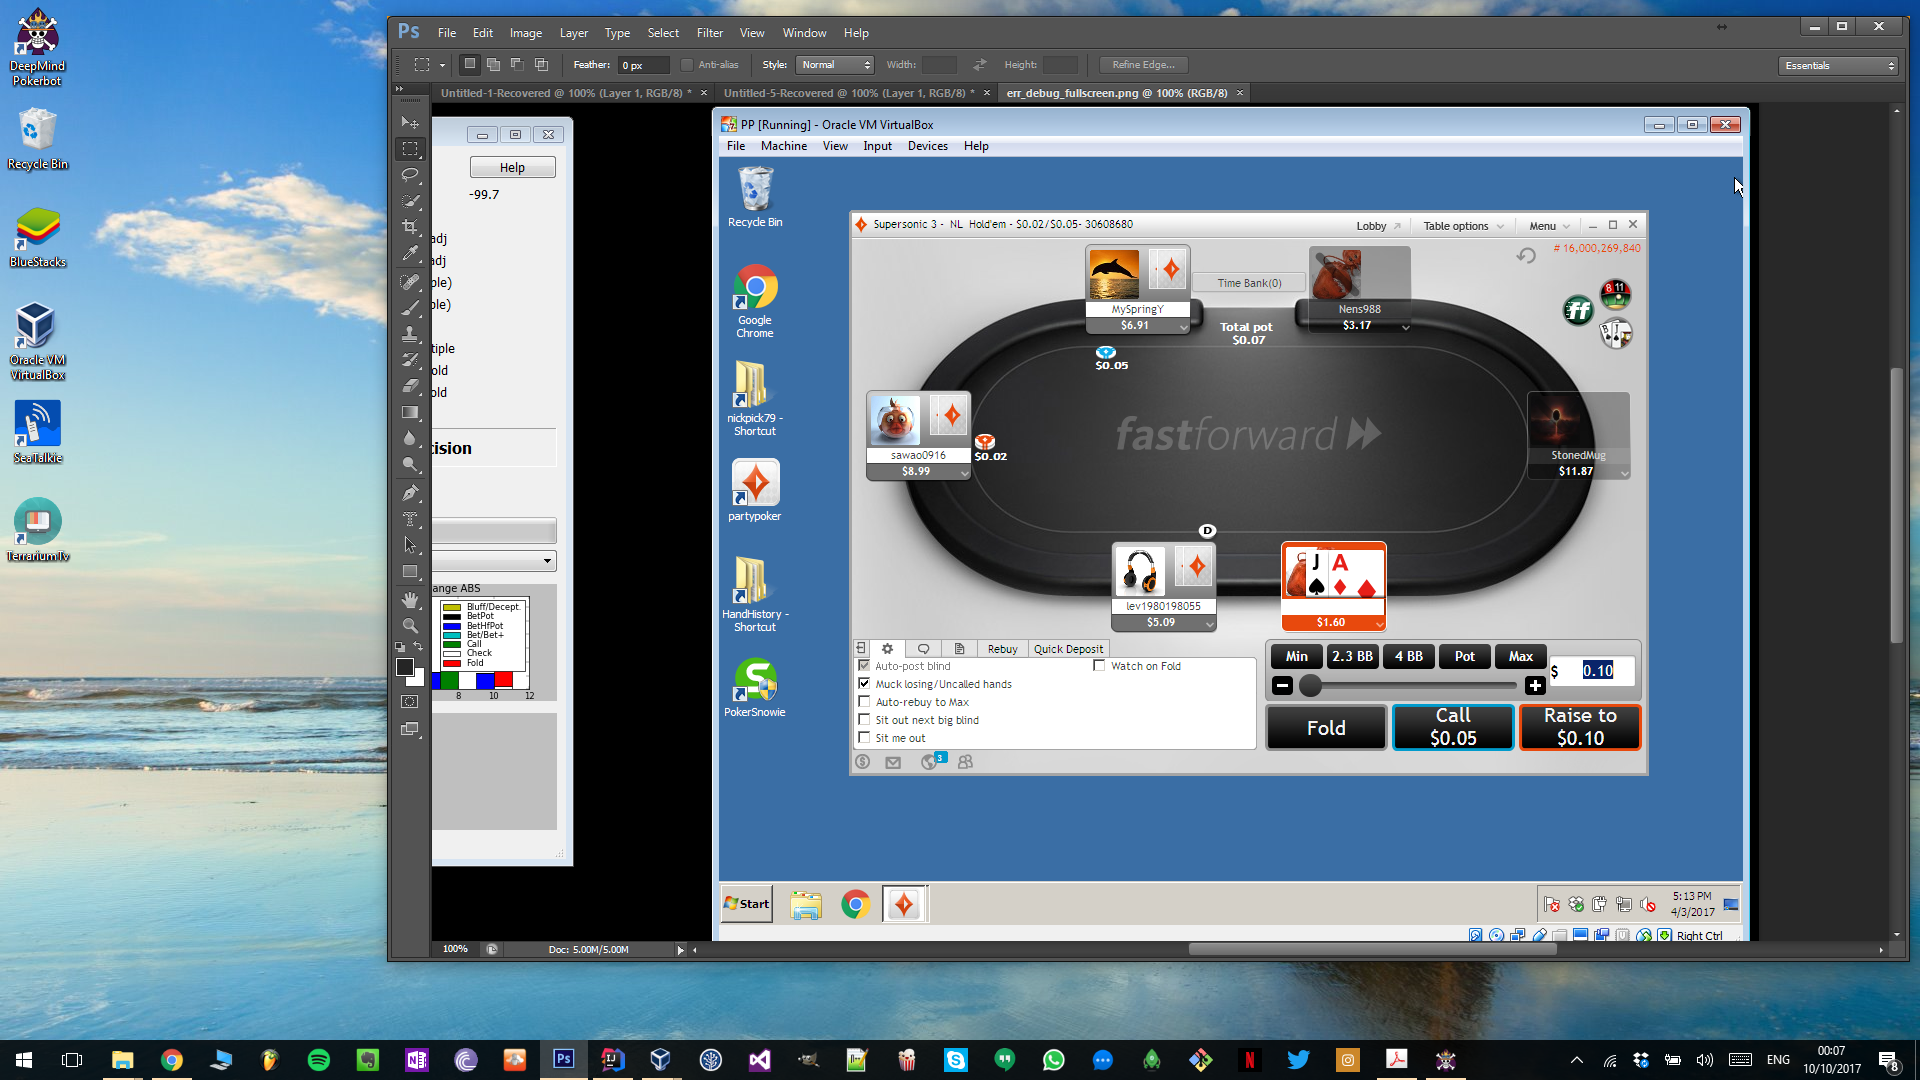 DeepMind
Pokerbot
Recycle Bin
BlueStacks
Oracle VM
VirtualBox
SeaTalkie
TerrariumTv
Ps File Edit Image Layer Type Select Filter View Window Help
Feather: 0 px Anti-alias Style: Normal Width: Height: Refine Edge... Essentials
Untitled-1-Recovered @ 100% (Layer 1, RGB/8) * × Untitled-5-Recovered @ 100% (Layer 1, RGB/8) * × err_debug_fullscreen.png @ 100% (RGB/8) ×
Help
-99.7
adj
adj
ple)
ple)
tiple
old
old
cision
ange ABS
Bluff/Decept.
BetPot
BetHfPot
Bet/Bet+
Call
Check
Fold
8 10 12
PP [Running] - Oracle VM VirtualBox
File Machine View Input Devices Help
Recycle Bin
Google
Chrome
nickpick79 -
Shortcut
partypoker
HandHistory -
Shortcut
PokerSnowie
Supersonic 3 - NL Hold'em - $0.02/$0.05- 30608680
Lobby Table options Menu
# 16,000,269,840
Time Bank(0)
MySpringY
$6.91
Nens988
$3.17
Total pot
$0.07
$0.05
ff
8 11
B J
sawao0916
$8.99
$0.02
fastforward
StonedMug
$11.87
D
lev1980198055
$5.09
J A
$1.60
Rebuy Quick Deposit
Auto-post blind
Watch on Fold
Muck losing/Uncalled hands
Auto-rebuy to Max
Sit out next big blind
Sit me out
3
Min 2.3 BB 4 BB Pot Max
$ 0.10
Fold
Call
$0.05
Raise to
$0.10
Start
5:13 PM
4/3/2017
Right Ctrl
100% Doc: 5.00M/5.00M
Ps
ENG
00:07
10/10/2017
8